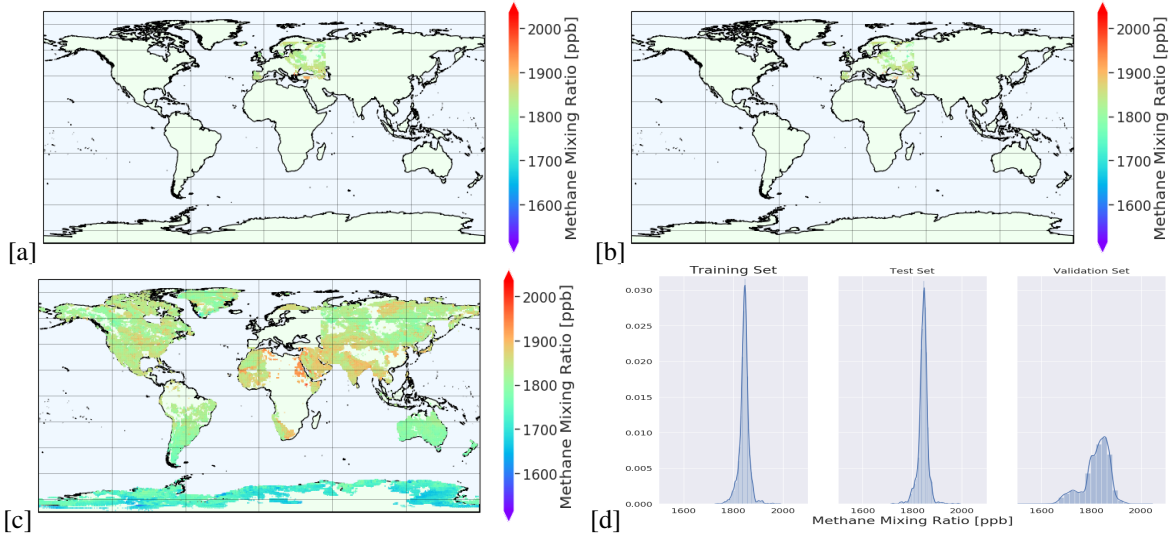 2000
1900
1800
1700
1600
Methane Mixing Ratio [ppb]
[a]
2000
1900
1800
1700
1600
Methane Mixing Ratio [ppb]
[b]
2000
1900
1800
1700
1600
Methane Mixing Ratio [ppb]
[c]
Training Set
Test Set
Validation Set
0.030
0.025
0.020
0.015
0.010
0.005
0.000
1600 1800 2000
1600 1800 2000
1600 1800 2000
Methane Mixing Ratio [ppb]
[d]